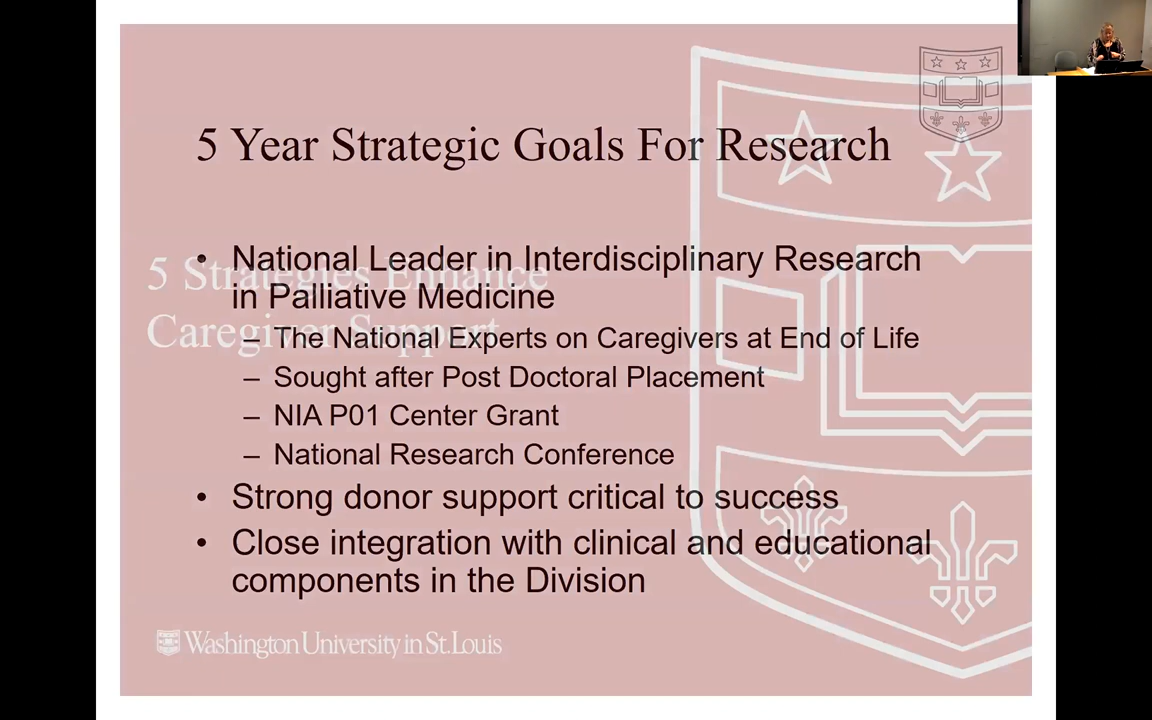 5 Year Strategic Goals For Research
• National Leader in Interdisciplinary Research
in Palliative Medicine
– The National Experts on Caregivers at End of Life
– Sought after Post Doctoral Placement
– NIA P01 Center Grant
– National Research Conference
• Strong donor support critical to success
• Close integration with clinical and educational
components in the Division
5 Strategies Enhance
Caregiver Support
Washington University in St. Louis